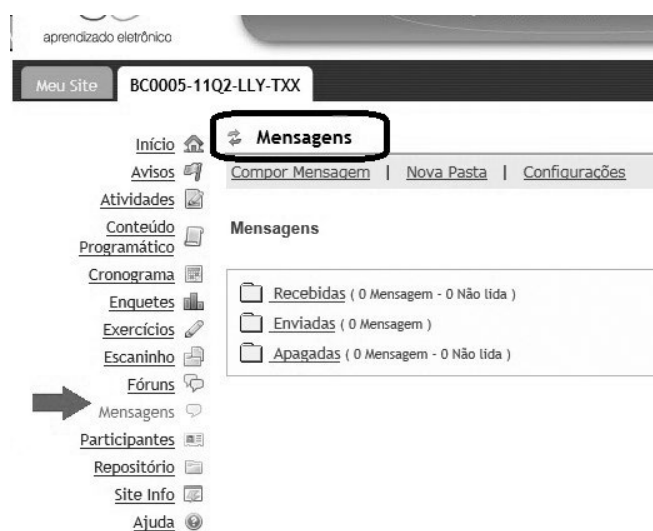 aprendizado eletrônico
Meu Site
BC0005-11Q2-LLY-TXX
Mensagens
Compor Mensagem | Nova Pasta | Configurações
Mensagens
Recebidas ( 0 Mensagem - 0 Não lida )
Enviadas ( 0 Mensagem )
Apagadas ( 0 Mensagem - 0 Não lida )
Início
Avisos
Atividades
Conteúdo
Programático
Cronograma
Enquetes
Exercícios
Escaninho
Fóruns
Mensagens
Participantes
Repositório
Site Info
Ajuda